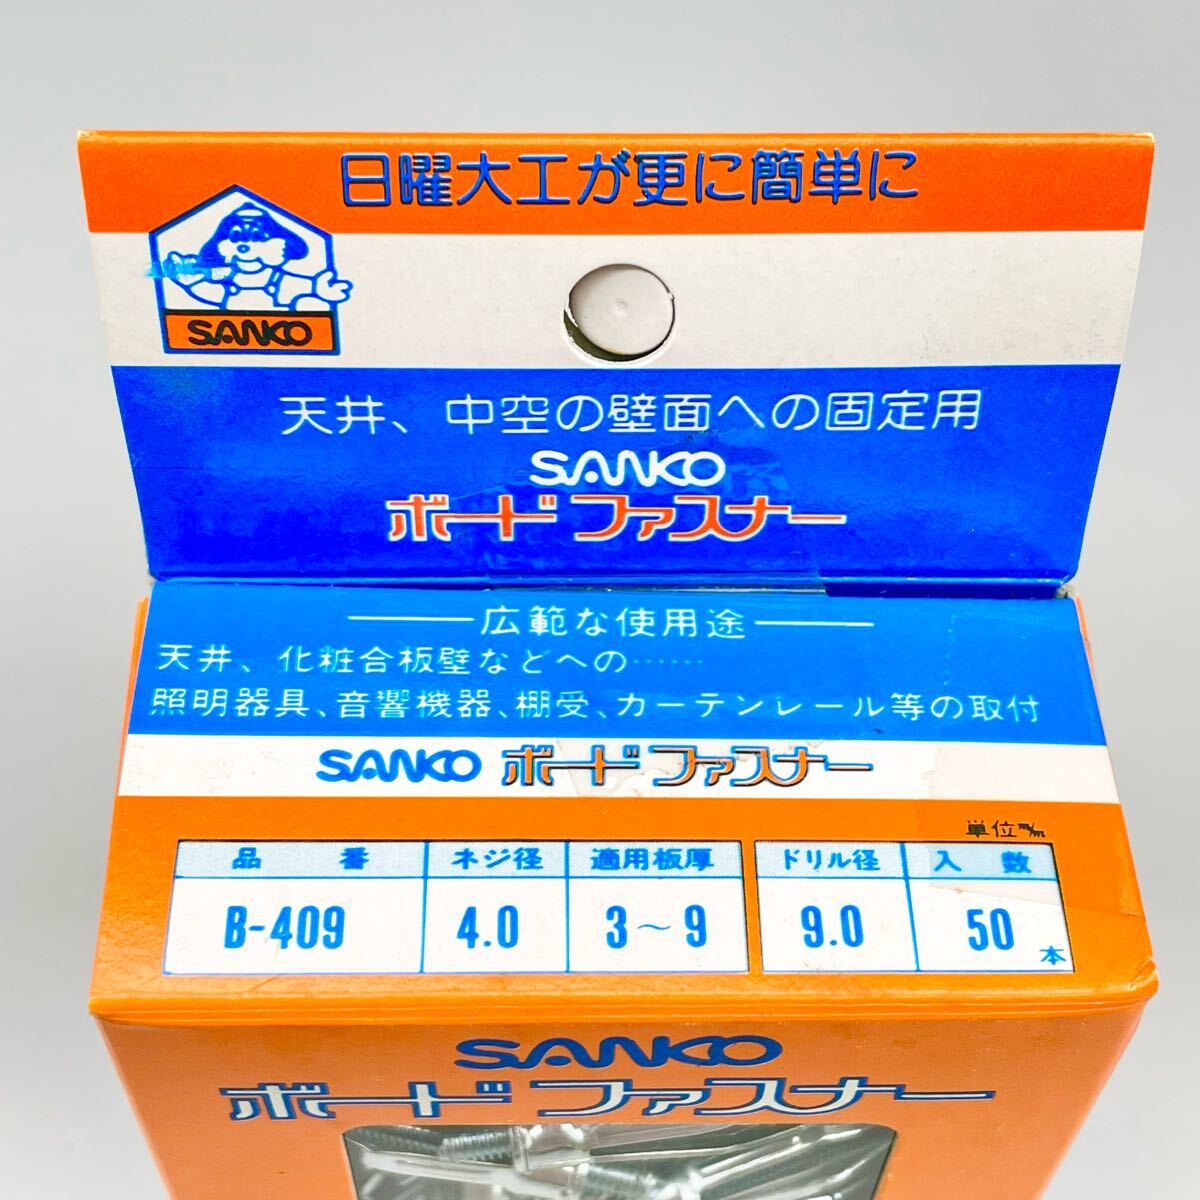 日曜大工が更に簡単に
SANKO
天井、中空の壁面への固定用
SANKO
ボードファスナー
広範な使用途
天井、化粧合板壁などへの……
照明器具、音響機器、棚受、カーテンレール等の取付
SANKO ボードファスナー
単位m/m
品番 ネジ径 適用板厚 ドリル径 入数
B-409 4.0 3～9 9.0 50本
SANKO
ボードファスナー